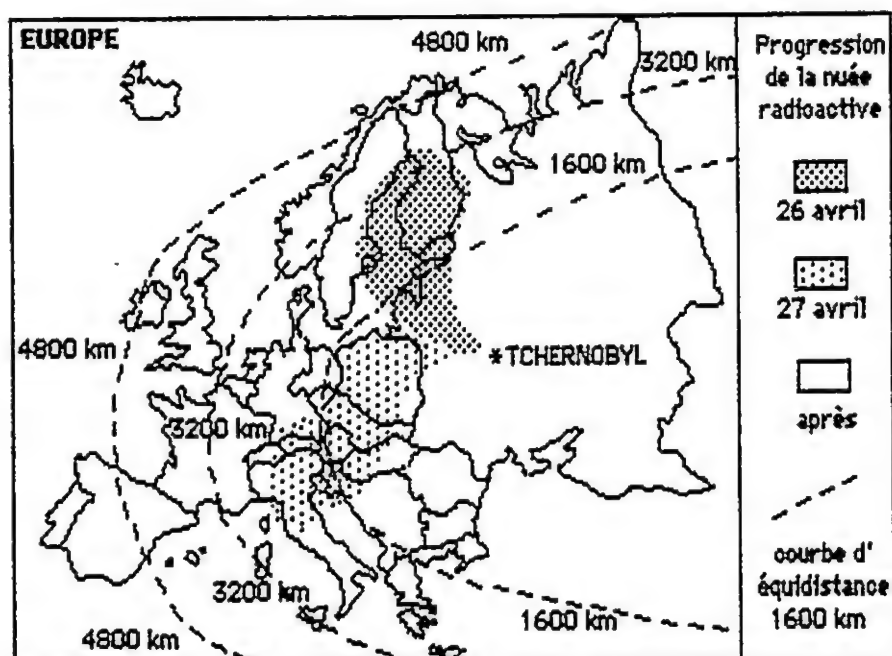 EUROPE
4800 km
3200 km
1600 km
4800 km
*TCHERNOBYL
3200 km
3200 km
1600 km
4800 km
Progression
de la nuée
radioactive
26 avril
27 avril
après
courbe d'
équidistance
1600 km